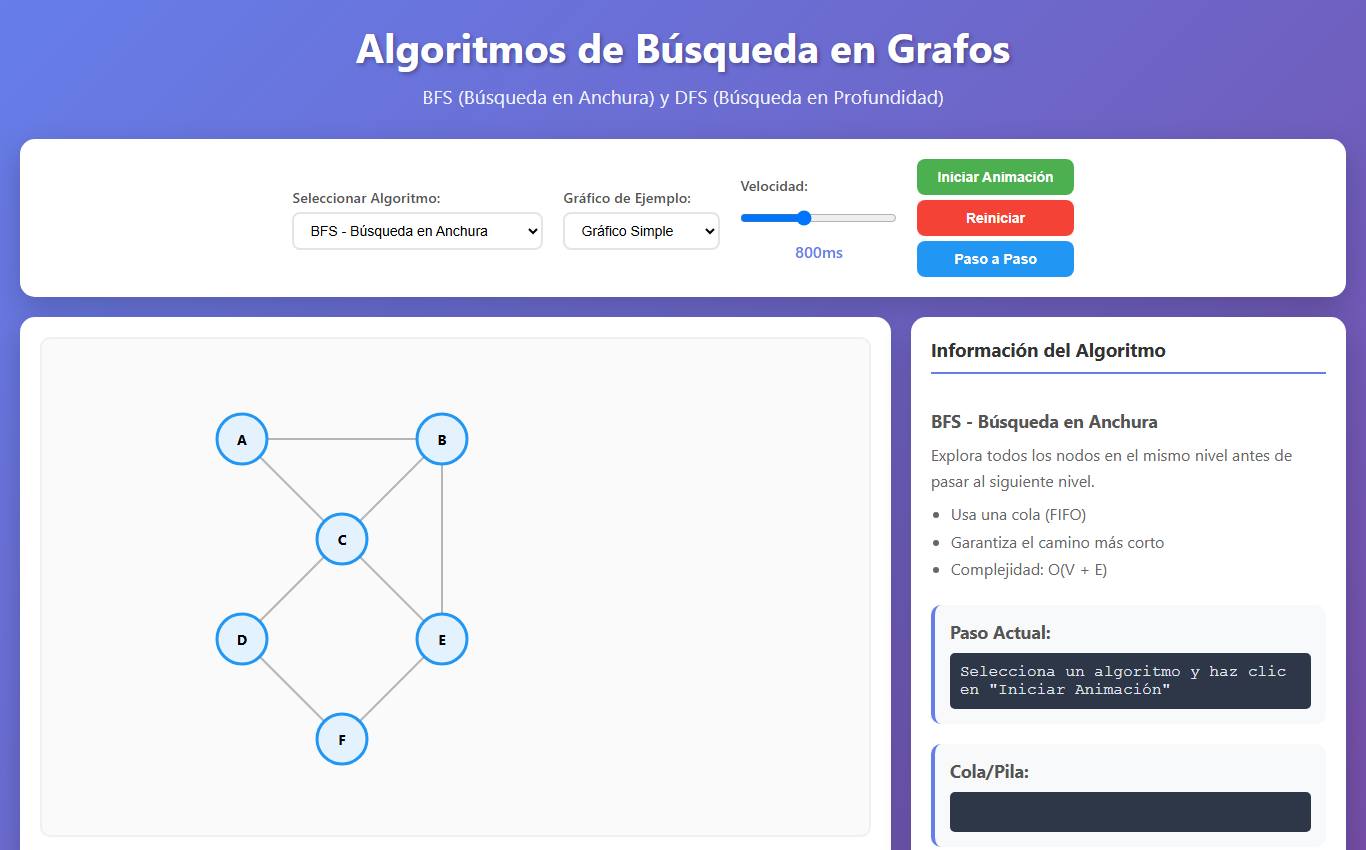 Algoritmos de Búsqueda en Grafos
BFS (Búsqueda en Anchura) y DFS (Búsqueda en Profundidad)
Seleccionar Algoritmo:
BFS - Búsqueda en Anchura
Gráfico de Ejemplo:
Gráfico Simple
Velocidad:
800ms
Iniciar Animación
Reiniciar
Paso a Paso
A
B
C
D
E
F
Información del Algoritmo
BFS - Búsqueda en Anchura
Explora todos los nodos en el mismo nivel antes de
pasar al siguiente nivel.
Usa una cola (FIFO)
Garantiza el camino más corto
Complejidad: O(V + E)
Paso Actual:
Selecciona un algoritmo y haz clic
en "Iniciar Animación"
Cola/Pila: